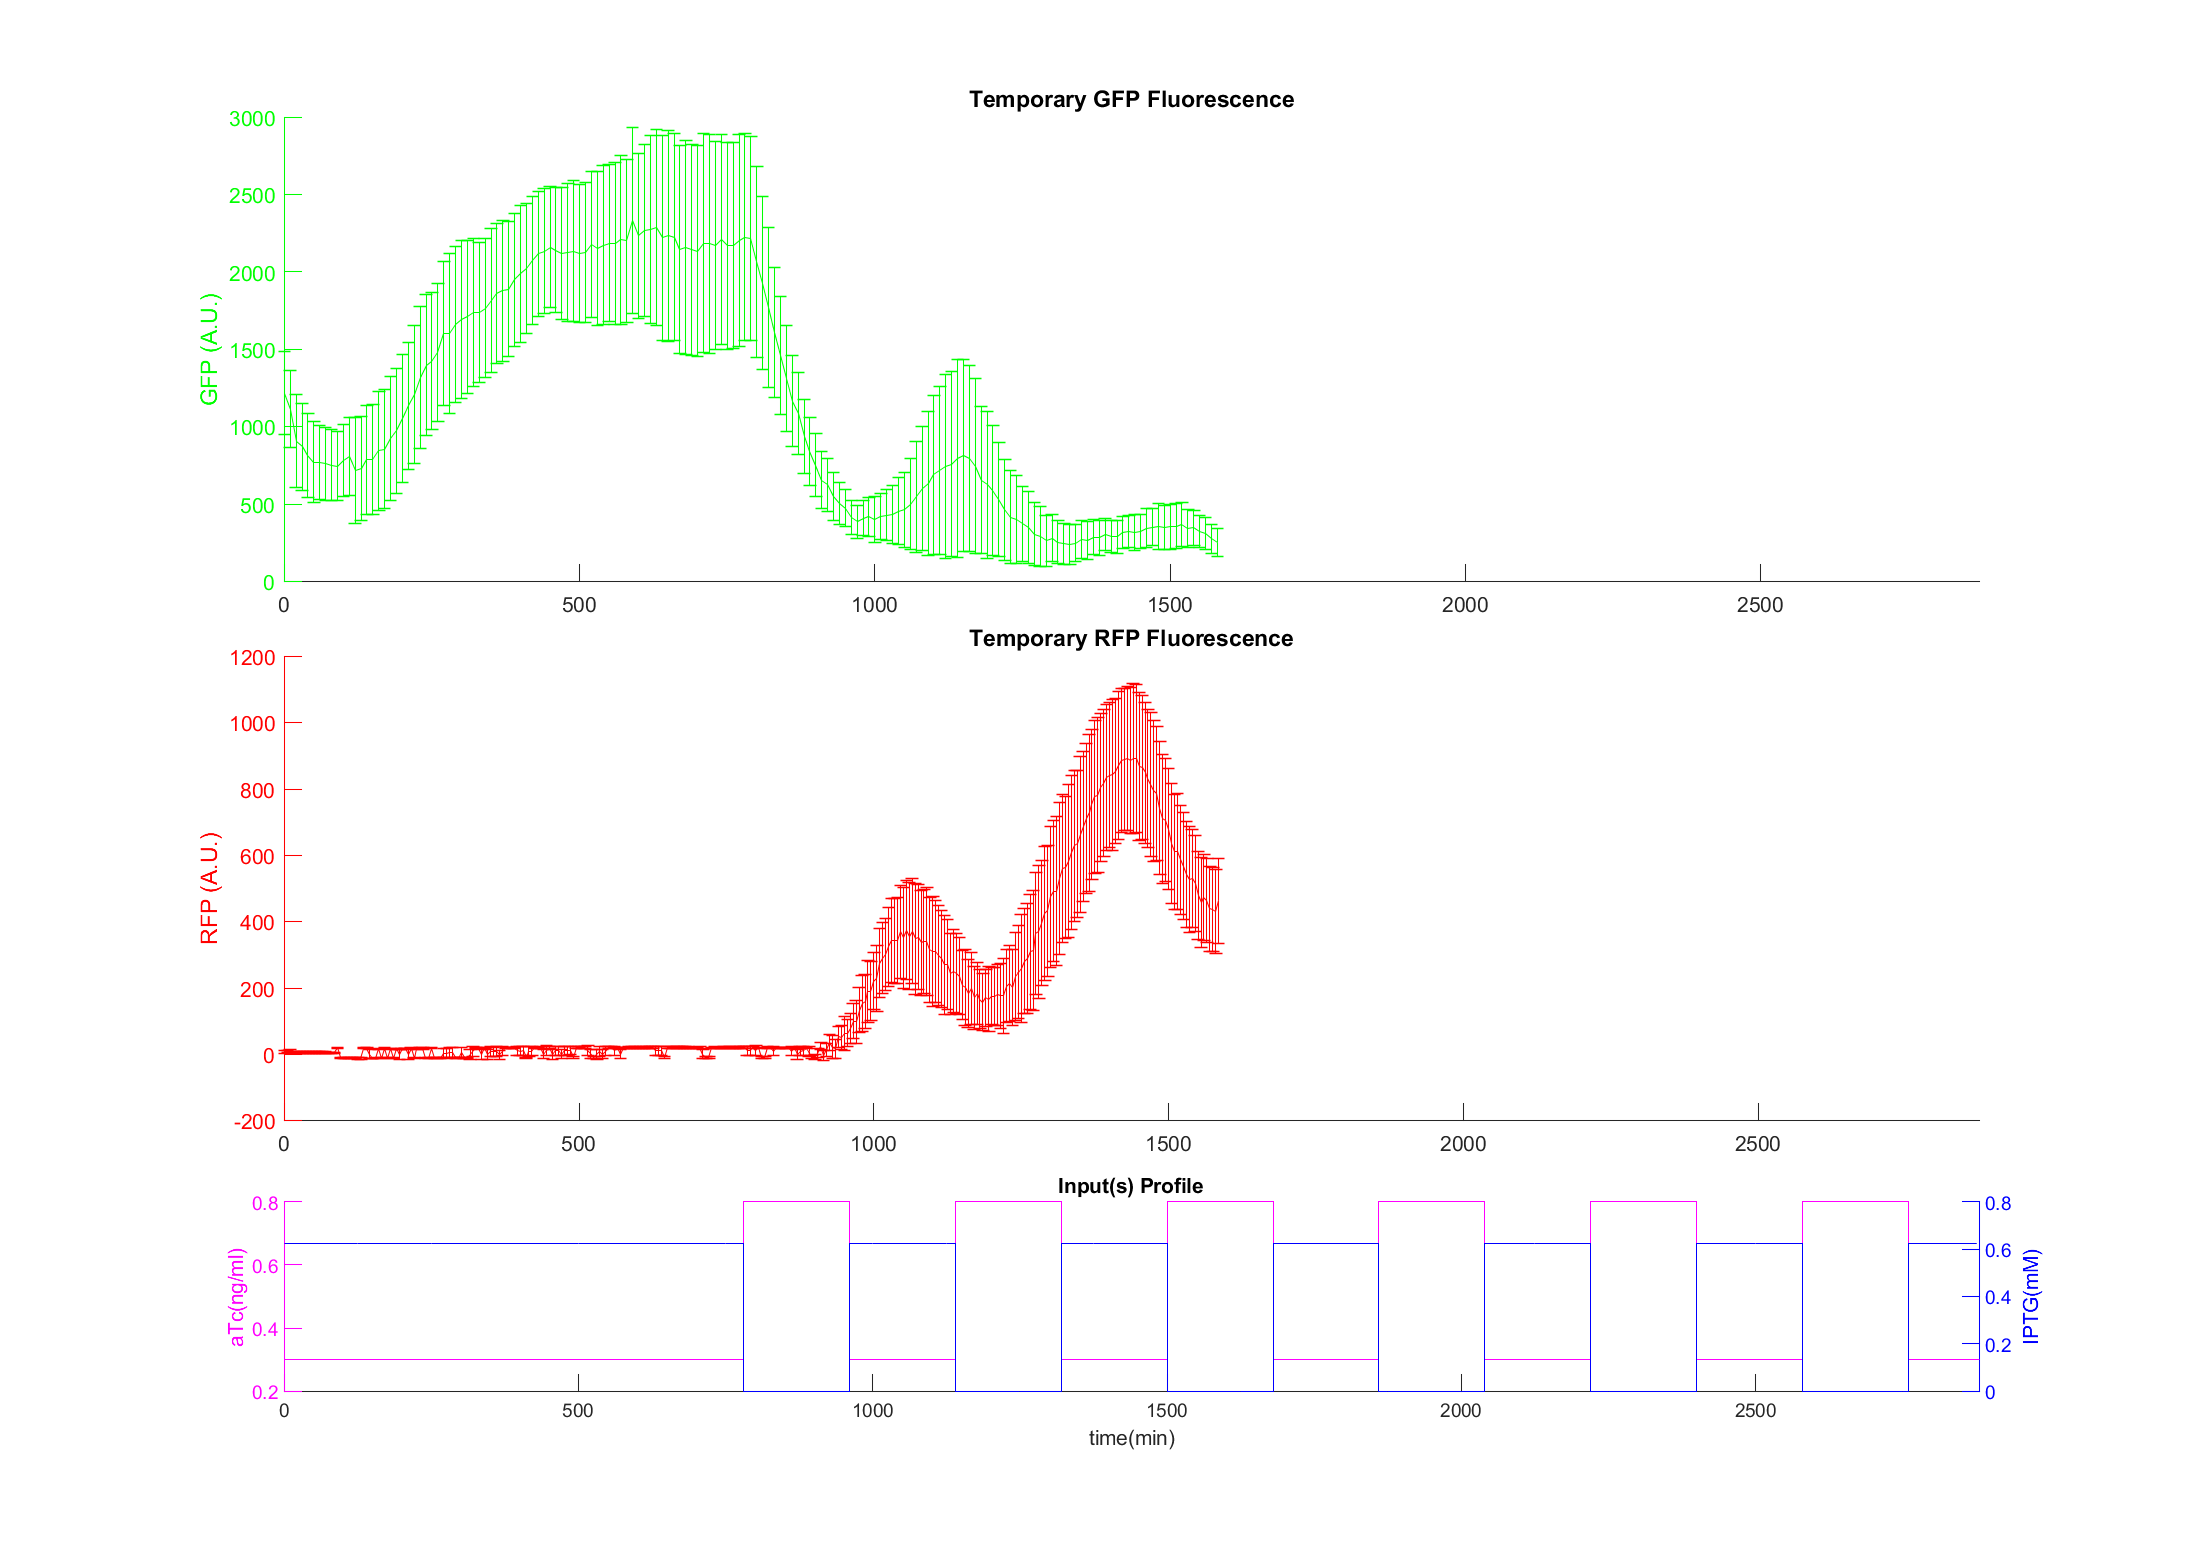 Temporary GFP Fluorescence
3000
2500
2000
1500
1000
500
0
GFP (A.U.)
0 500 1000 1500 2000 2500
Temporary RFP Fluorescence
1200
1000
800
600
400
200
0
-200
RFP (A.U.)
0 500 1000 1500 2000 2500
Input(s) Profile
0.8
0.6
0.4
0.2
aTc(ng/ml)
0.8
0.6
0.4
0.2
0
IPTG(mM)
0 500 1000 1500 2000 2500
time(min)